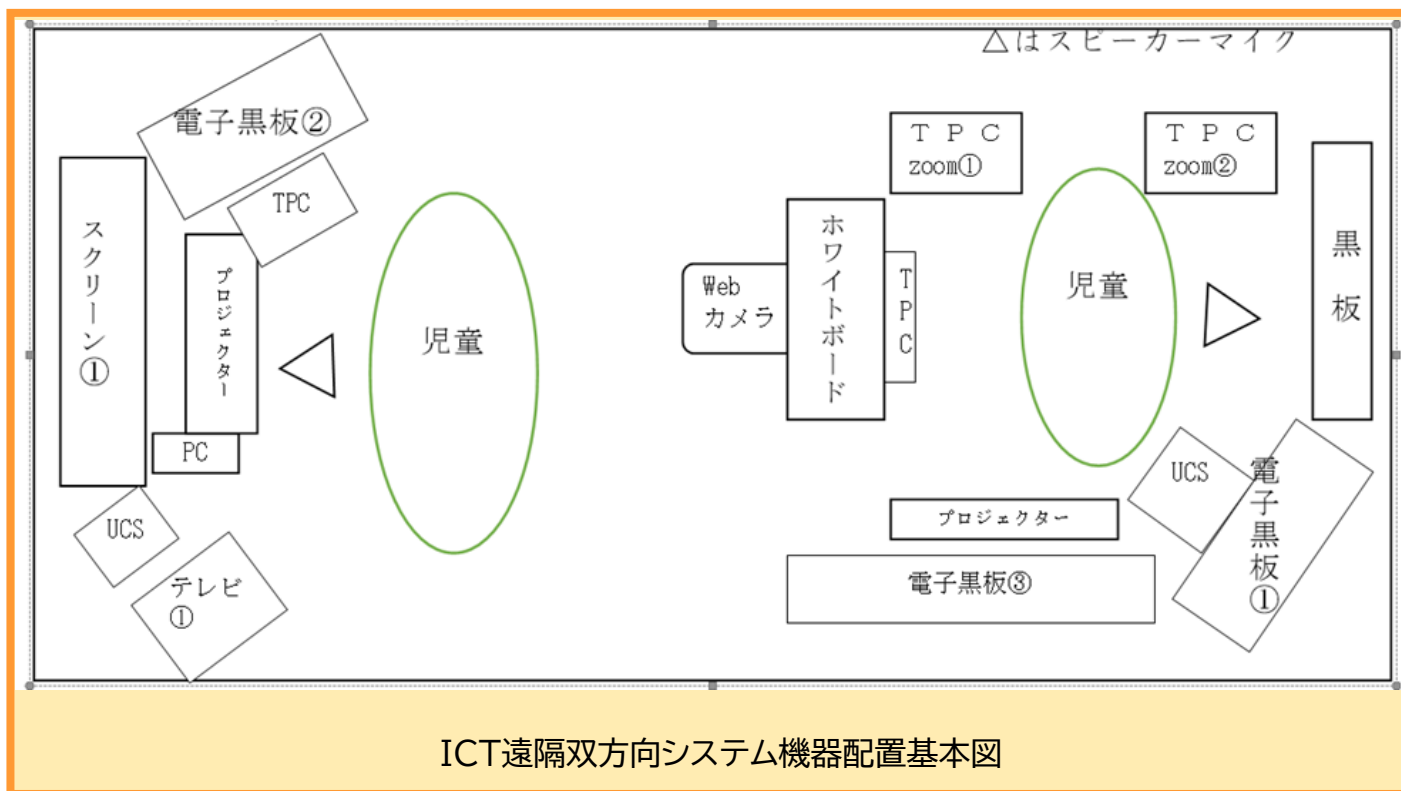 △はスピーカーマイク
電子黒板②
TPC
スクリーン①
プロジェクター
PC
UCS
テレビ
①
児童
Web
カメラ
ホワイトボード
TPC
ＴＰＣ
zoom①
ＴＰＣ
zoom②
児童
黒板
UCS
電子黒板①
プロジェクター
電子黒板③
ICT遠隔双方向システム機器配置基本図